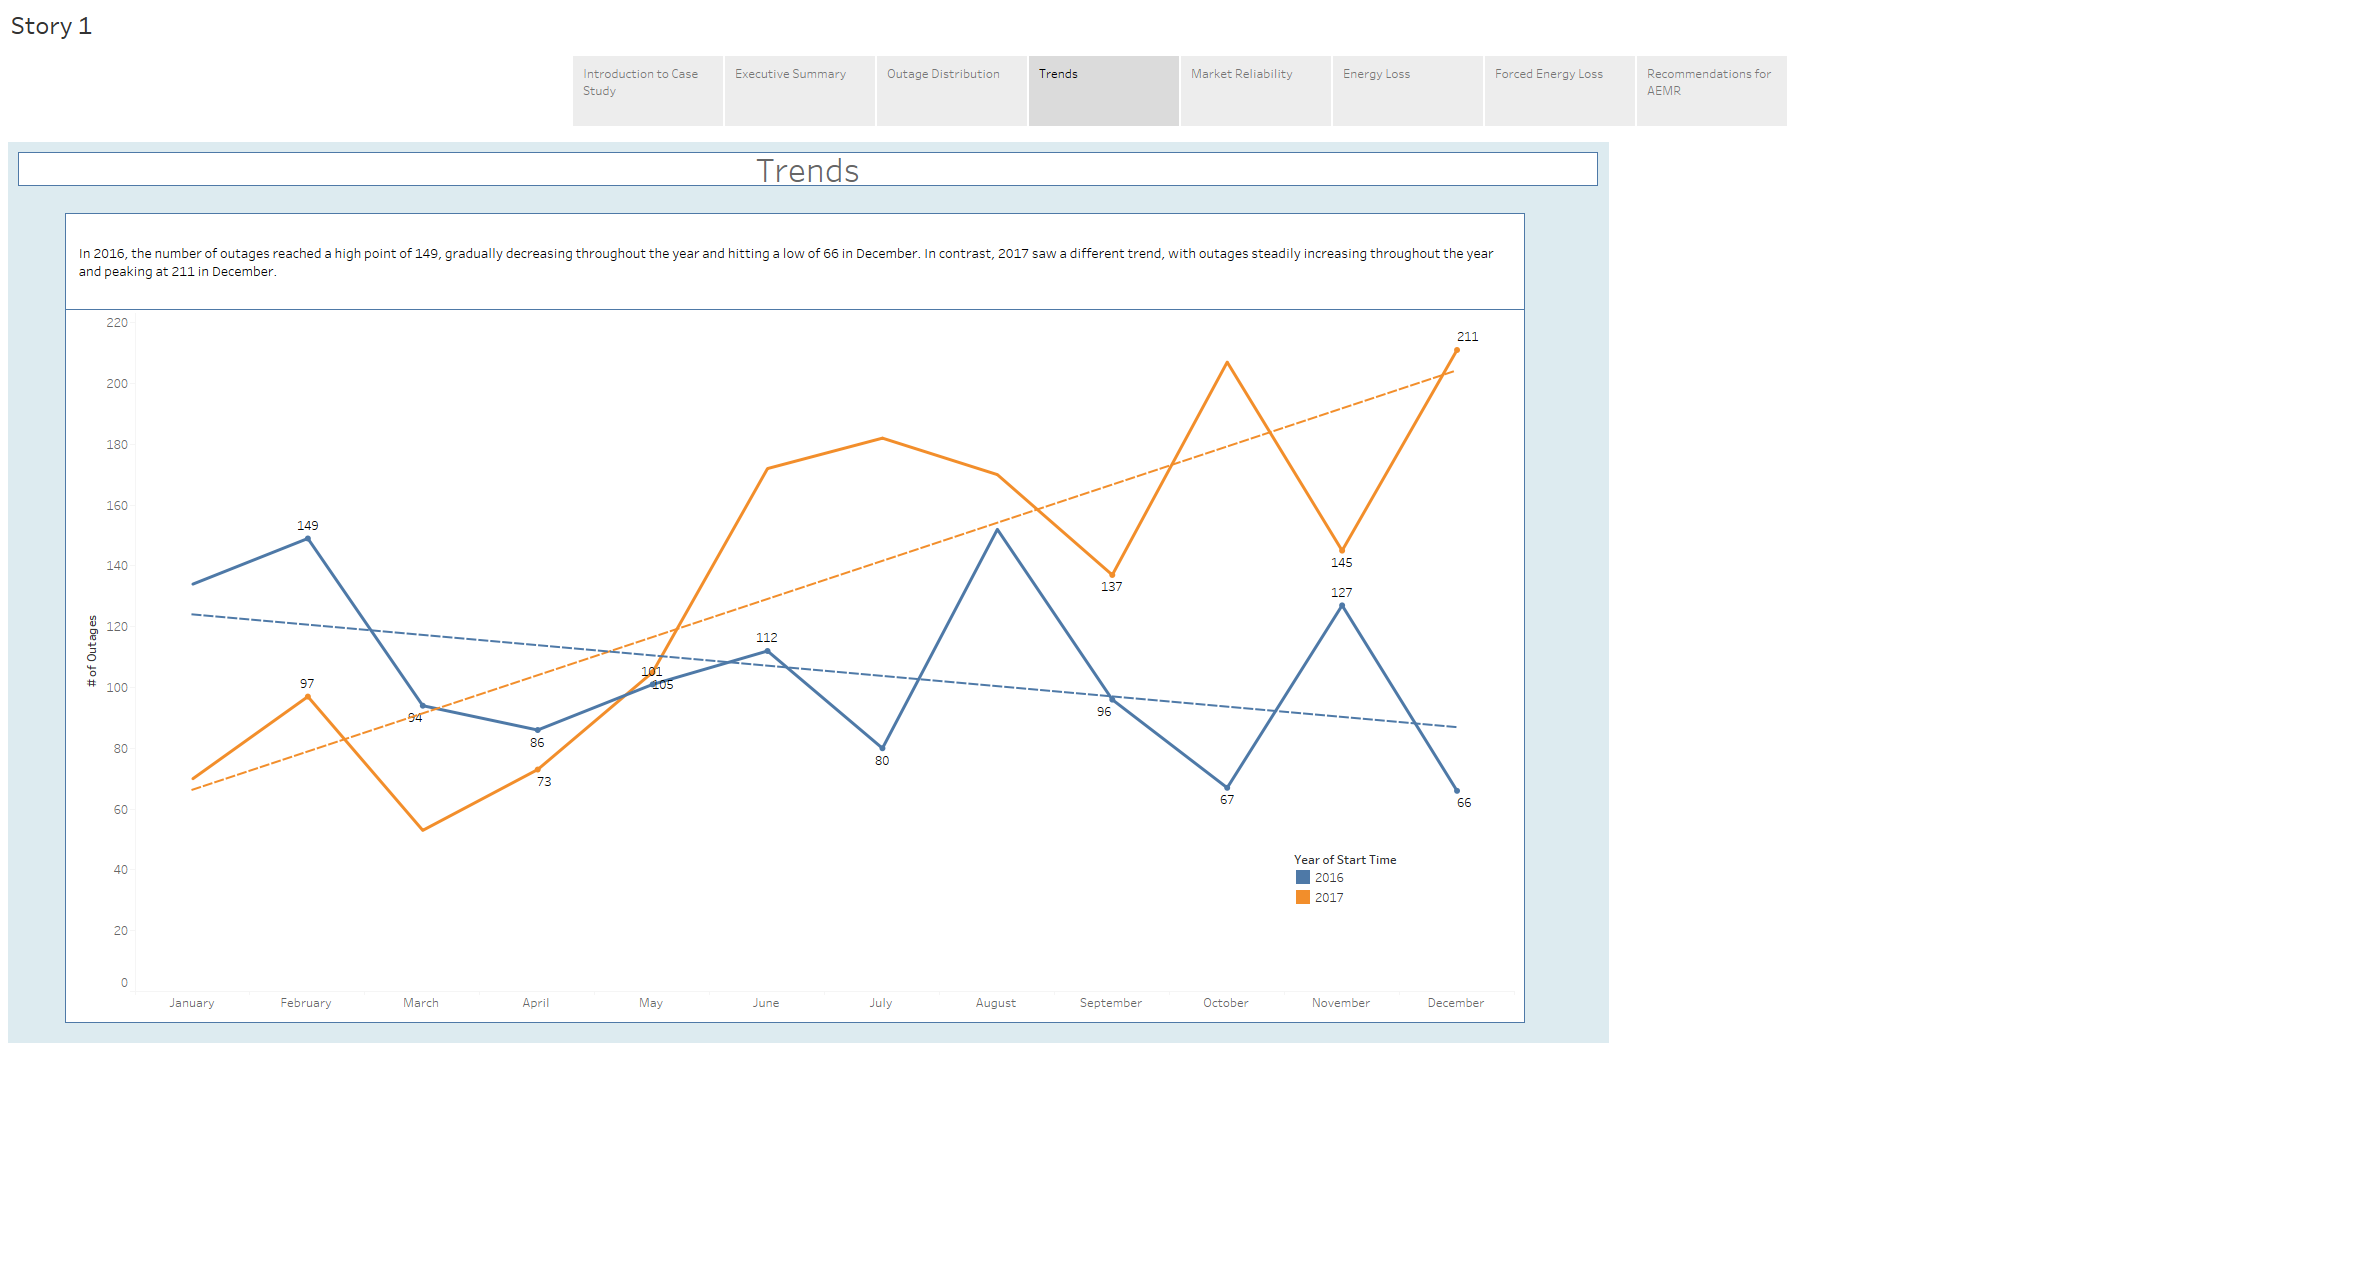 Story 1
Introduction to Case
Study
Executive Summary
Outage Distribution
Trends
Market Reliability
Energy Loss
Forced Energy Loss
Recommendations for
AEMR
Trends
In 2016, the number of outages reached a high point of 149, gradually decreasing throughout the year and hitting a low of 66 in December. In contrast, 2017 saw a different trend, with outages steadily increasing throughout the year
and peaking at 211 in December.
# of Outages
220
200
180
160
140
120
100
80
60
40
20
0
211
149
137
145
127
112
101
105
97
94
86
73
80
96
67
66
Year of Start Time
2016
2017
January
February
March
April
May
June
July
August
September
October
November
December